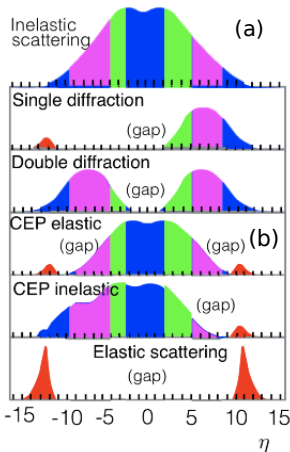 Inelastic (a)
scattering
Single diffraction
(gap)
Double diffraction
(gap)
CEP elastic
(gap) (gap) (b)
CEP inelastic
(gap)
Elastic scattering
(gap)
-15 -10 -5 0 5 10 15
η